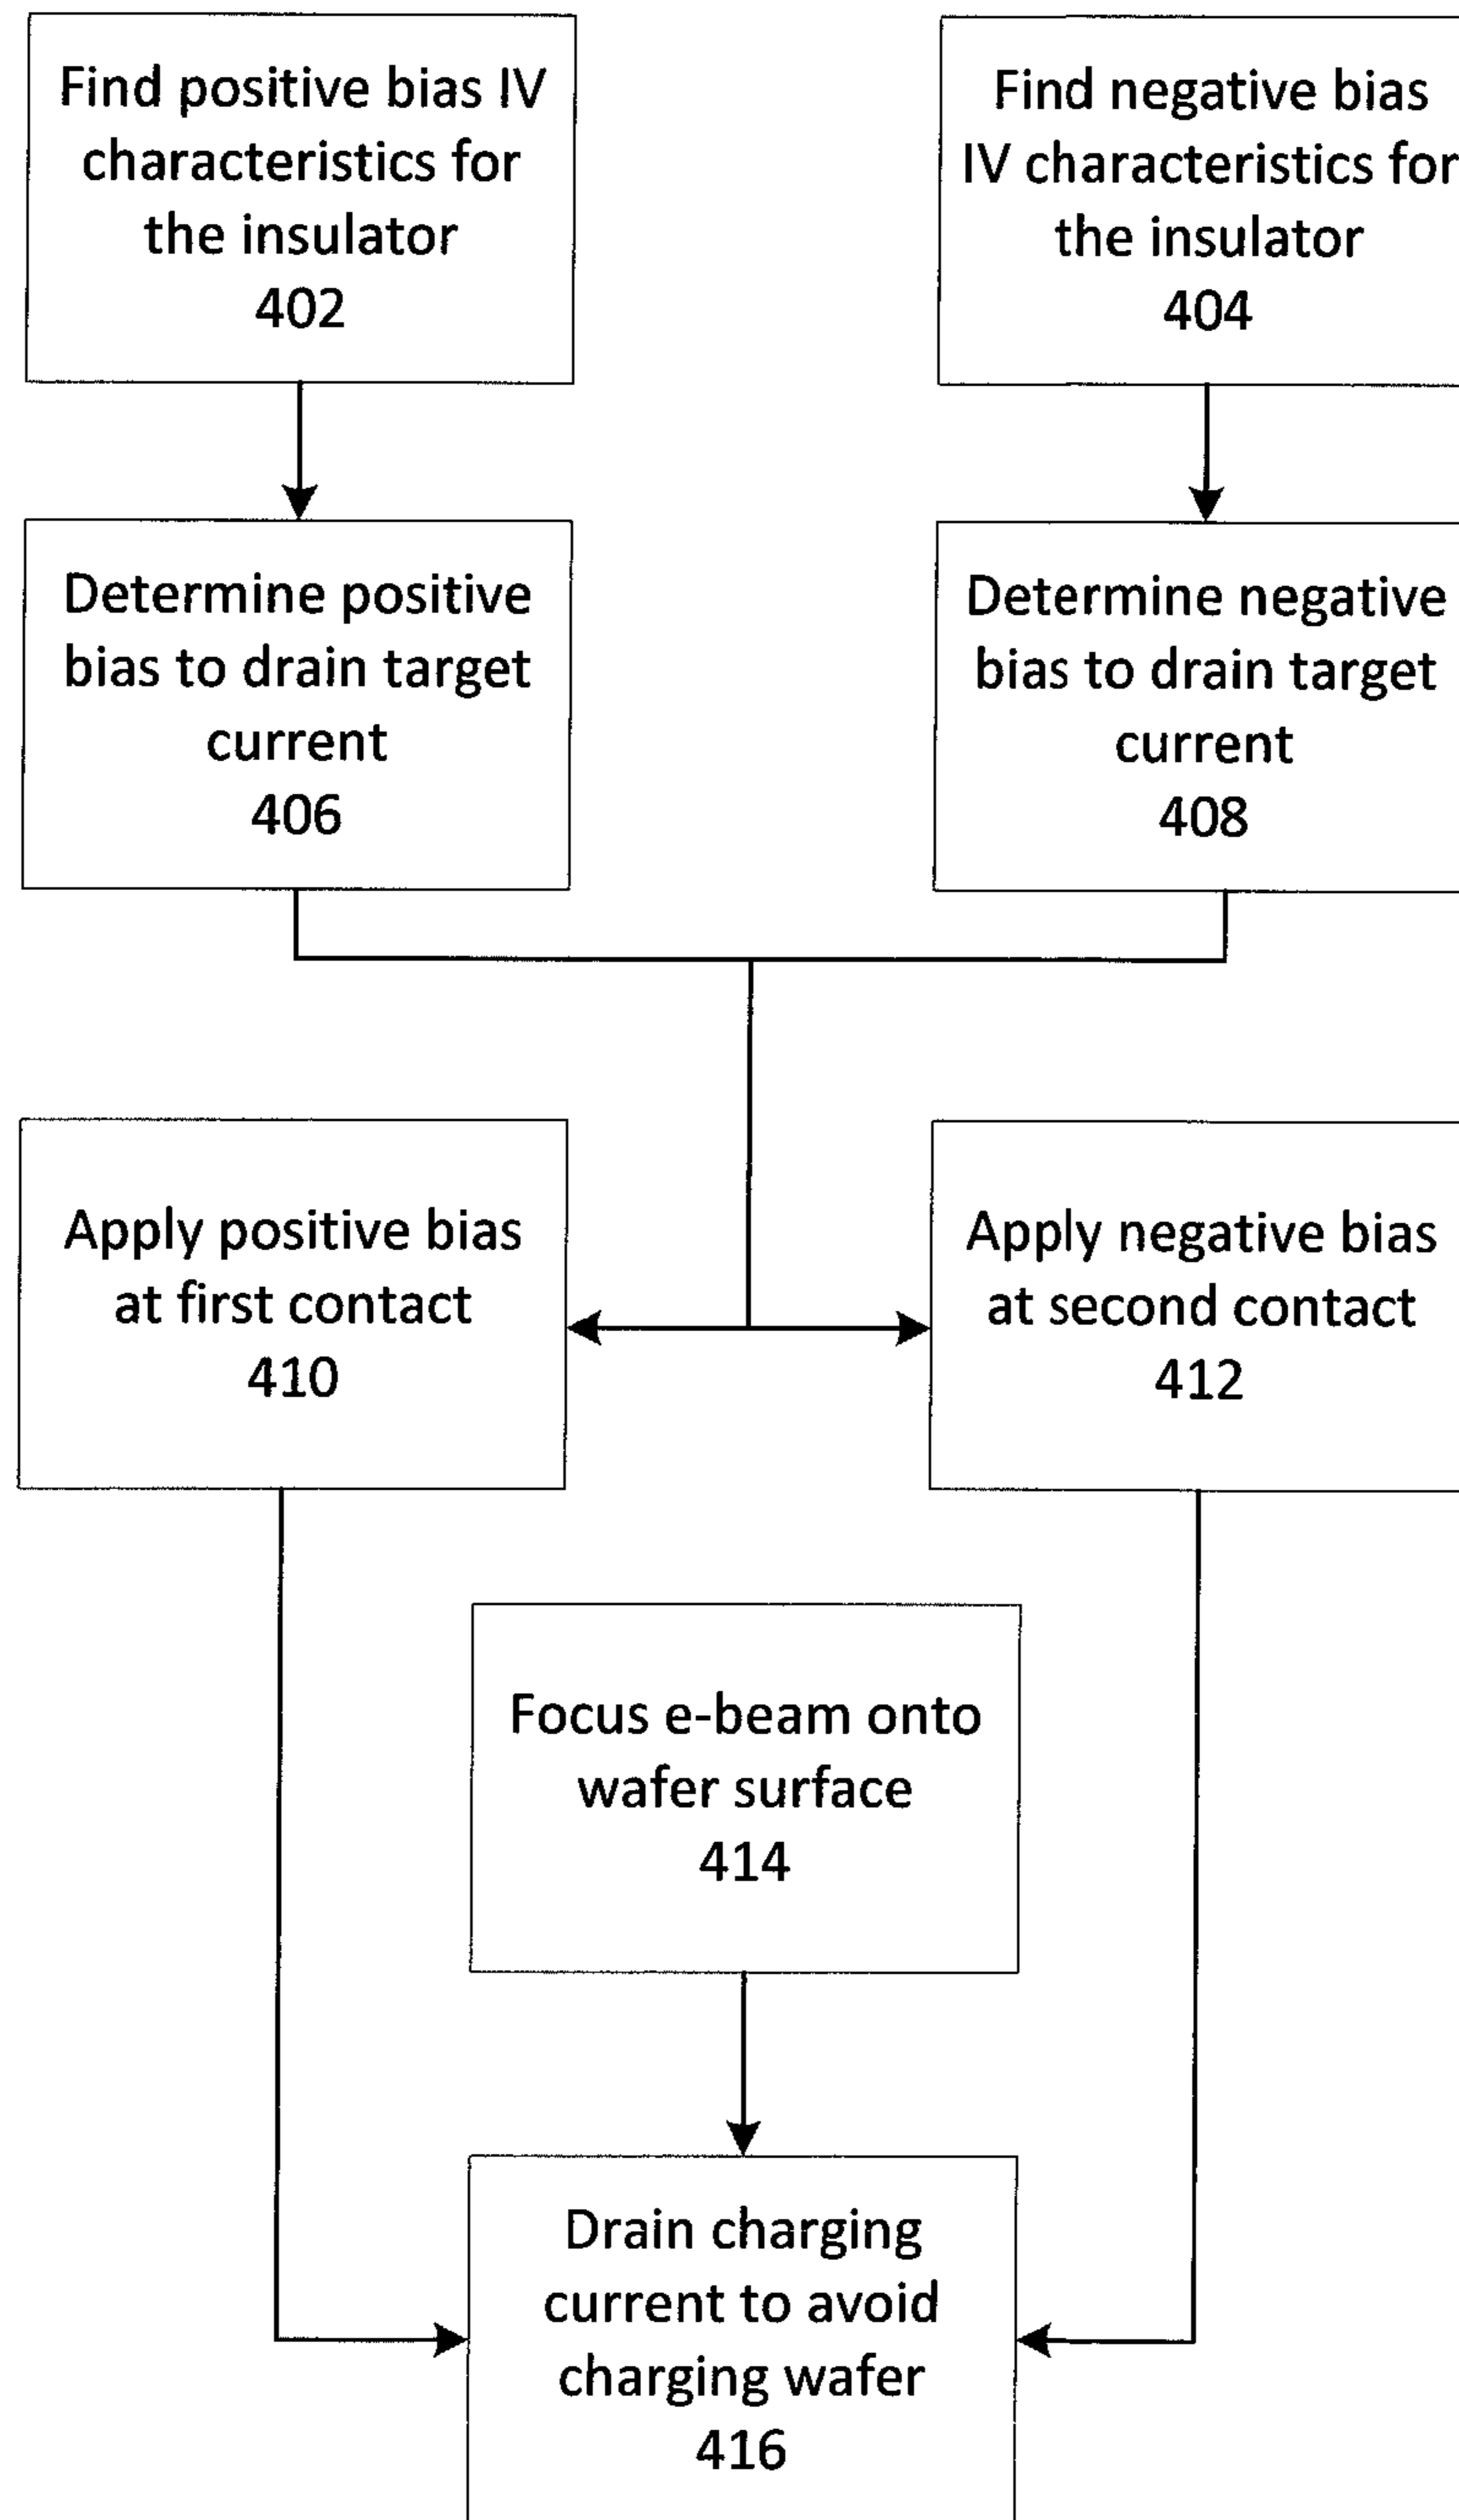 Find positive bias IV
characteristics for
the insulator
402
Find negative bias
IV characteristics for
the insulator
404
Determine positive
bias to drain target
current
406
Determine negative
bias to drain target
current
408
Apply positive bias
at first contact
410
Apply negative bias
at second contact
412
Focus e-beam onto
wafer surface
414
Drain charging
current to avoid
charging wafer
416